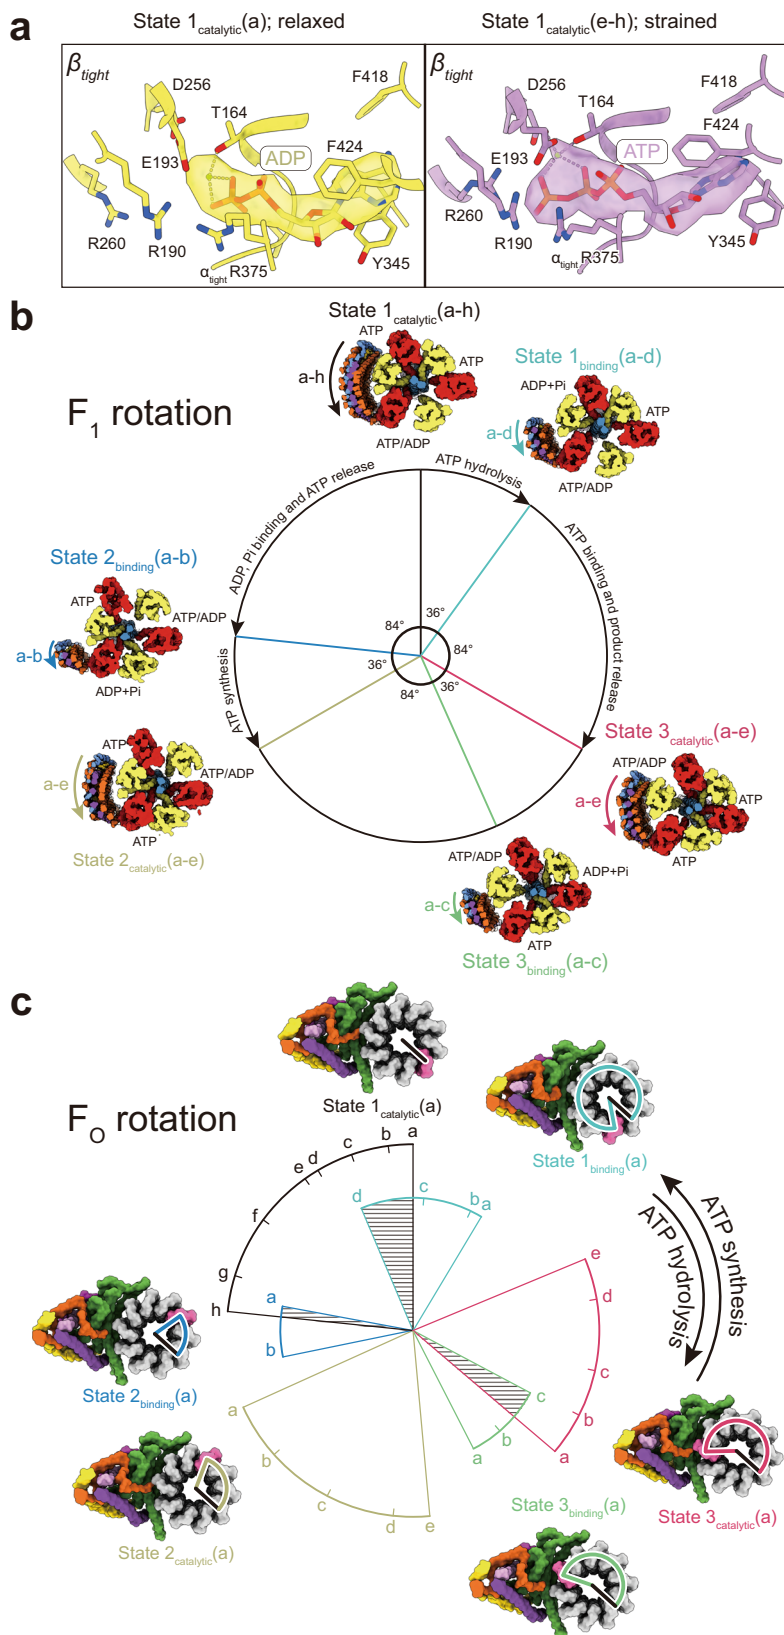 a
State 1catalytic(a); relaxed
State 1catalytic(e-h); strained
βtight
D256
T164
F418
E193
ADP
F424
R260
R190
αtight
R375
Y345
βtight
D256
T164
F418
F424
E193
ATP
R260
R190
αtight
R375
Y345
b
State 1catalytic(a-h)
F1 rotation
ATP
ATP
a-h
ATP/ADP
State 1binding(a-d)
ADP+Pi
ATP
a-d
ATP/ADP
ADP, Pi binding and ATP release
ATP hydrolysis
ATP binding and product release
ATP synthesis
84°
36°
36°
84°
84°
36°
State 2binding(a-b)
ATP
ATP/ADP
a-b
ADP+Pi
ATP
ATP/ADP
a-e
ATP
State 2catalytic(a-e)
State 3catalytic(a-e)
ATP/ADP
ATP
a-e
ATP
ATP/ADP
ADP+Pi
a-c
ATP
State 3binding(a-c)
c
FO rotation
State 1catalytic(a)
State 1binding(a)
a
b
c
d
e
f
g
h
d
c
b
a
e
d
c
b
a
c
b
a
a
b
a
b
c
d
e
ATP synthesis
ATP hydrolysis
State 2binding(a)
State 2catalytic(a)
State 3binding(a)
State 3catalytic(a)